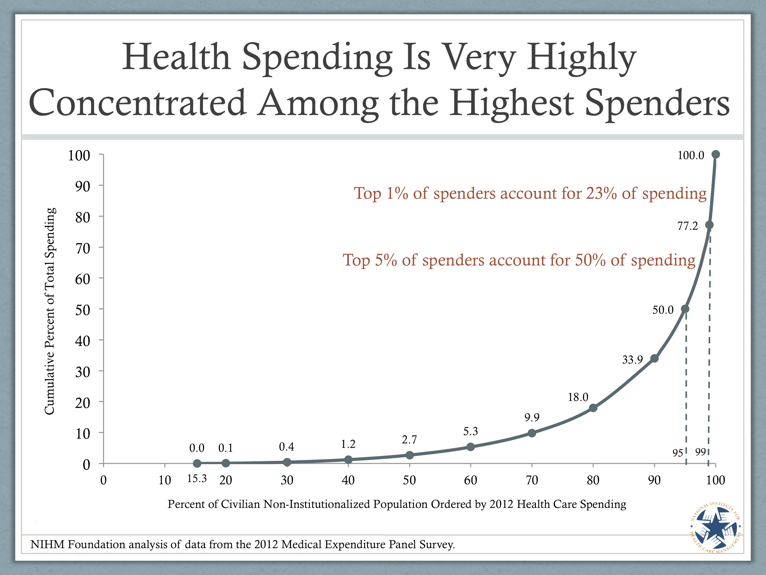 Health Spending Is Very Highly
Concentrated Among the Highest Spenders
Cumulative Percent of Total Spending
100
90
80
70
60
50
40
30
20
10
0
100.0
Top 1% of spenders account for 23% of spending
77.2
Top 5% of spenders account for 50% of spending
50.0
33.9
18.0
9.9
5.3
2.7
1.2
0.4
0.0 0.1
95 99
0 10 15.3 20 30 40 50 60 70 80 90 100
Percent of Civilian Non-Institutionalized Population Ordered by 2012 Health Care Spending
NIHM Foundation analysis of data from the 2012 Medical Expenditure Panel Survey.